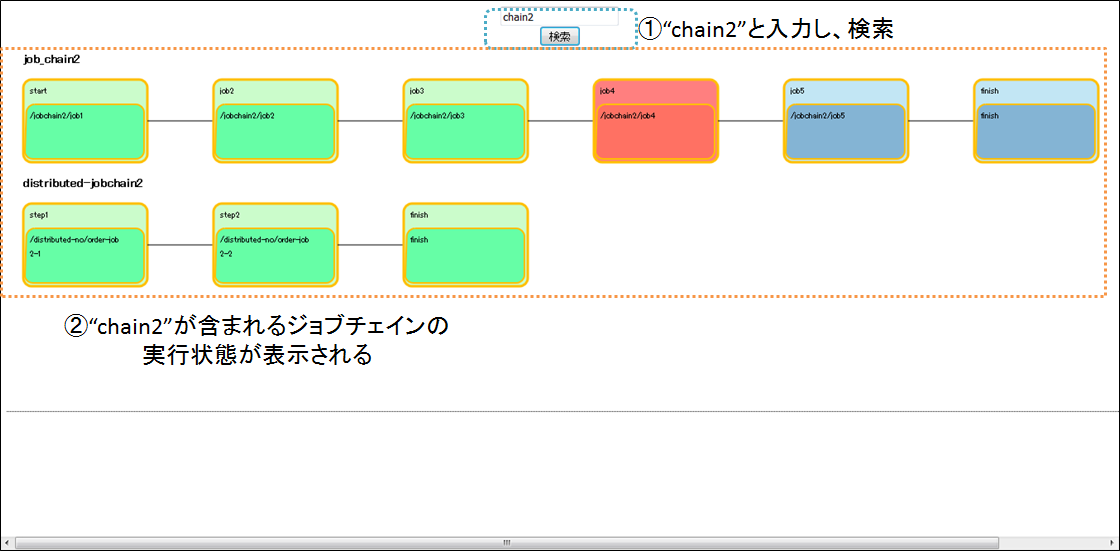 chain2
検索
①“chain2”と入力し、検索
job_chain2
start
/jobchain2/job1
job2
/jobchain2/job2
job3
/jobchain2/job3
job4
/jobchain2/job4
job5
/jobchain2/job5
finish
finish
distributed-jobchain2
step1
/distributed-no/order-job
2-1
step2
/distributed-no/order-job
2-2
finish
finish
②“chain2”が含まれるジョブチェインの
実行状態が表示される